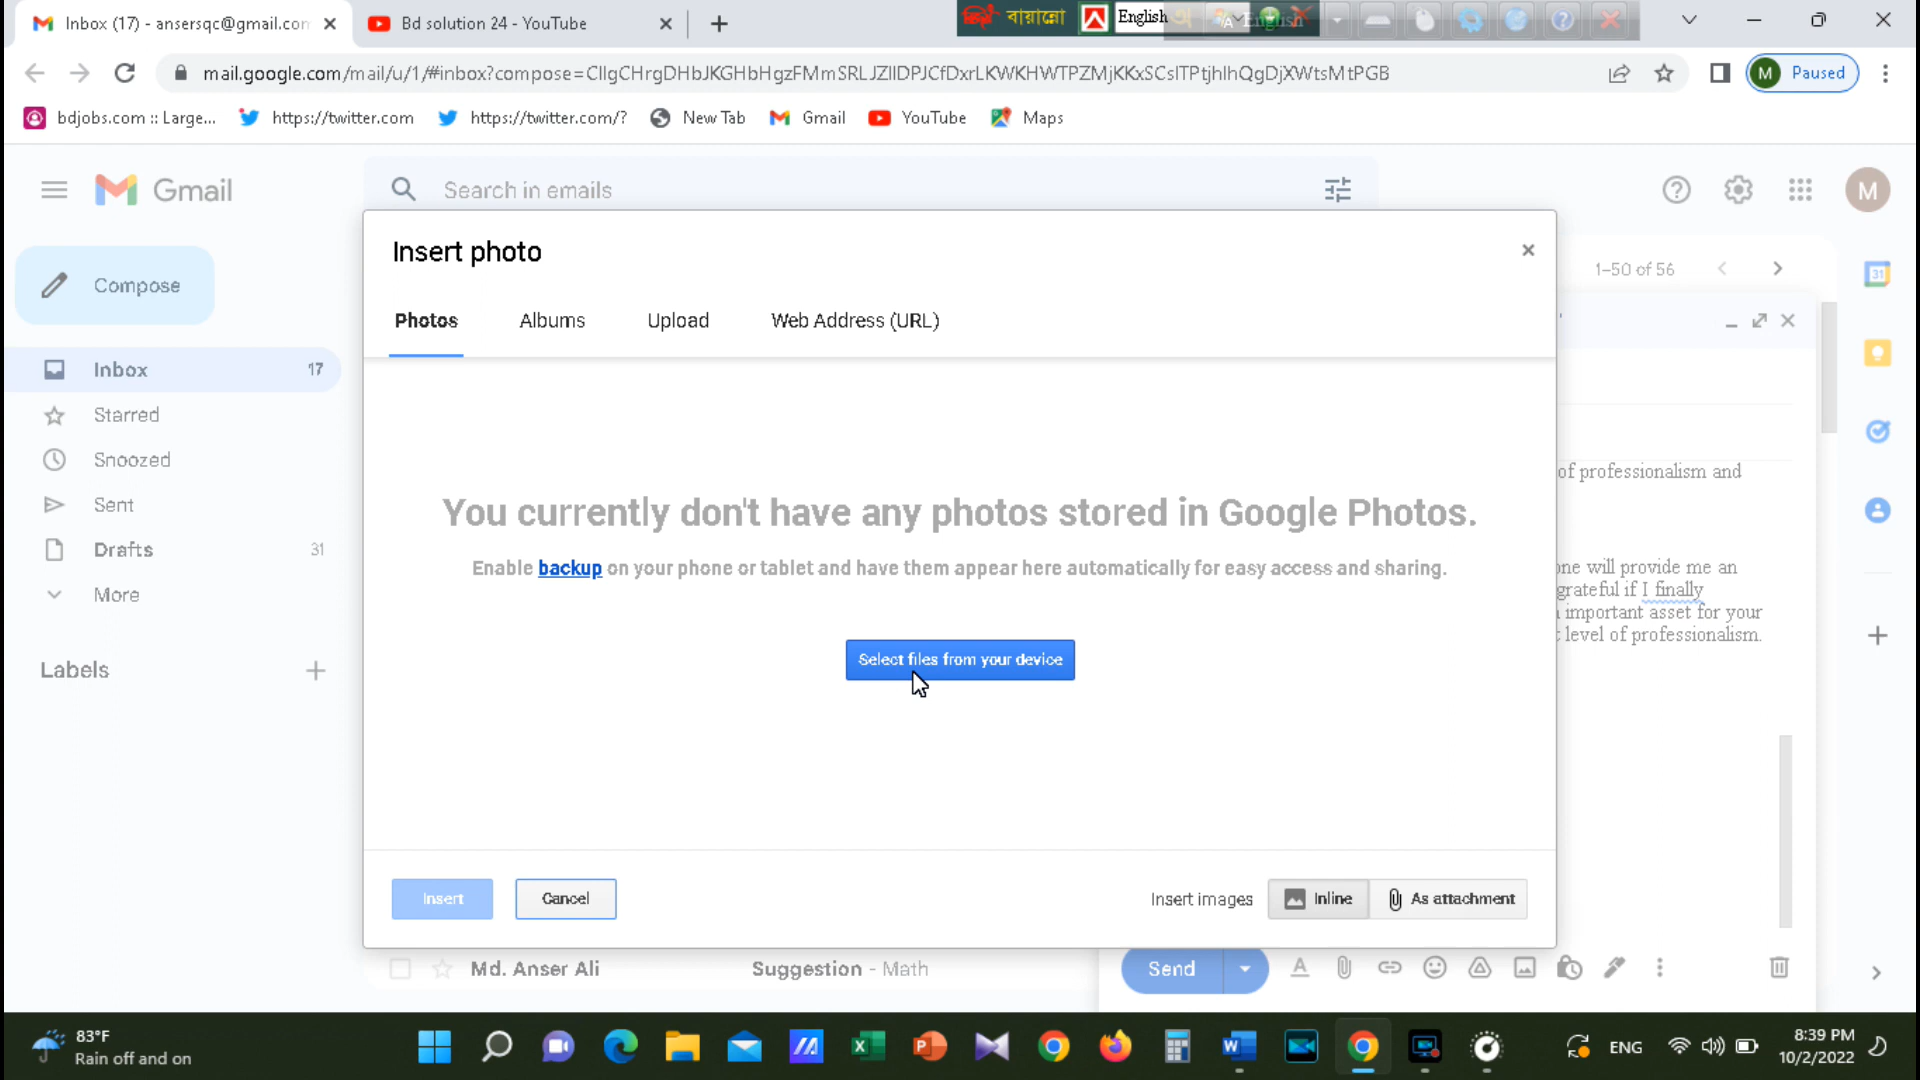 Inbox (17) - ansersqc@gmail.com
Bd solution 24 - YouTube
বায়ান্নো
English
English
mail.google.com/mail/u/1/#inbox?compose=CllgCHrgDHbJKGHbHgzFMmSRLJZlIDPJCfDxrLKWKHWTPZMjKKxSCslTPtjhlhQgDjXWtsMtPGB
M Paused
bdjobs.com :: Large...
https://twitter.com
https://twitter.com/?
New Tab
Gmail
YouTube
Maps
Gmail
Search in emails
M
Insert photo
Compose
1–50 of 56
31
Photos
Albums
Upload
Web Address (URL)
Inbox 17
Starred
Snoozed
of professionalism and
Sent
You currently don't have any photos stored in Google Photos.
Drafts 31
Enable backup on your phone or tablet and have them appear here automatically for easy access and sharing.
one will provide me an
grateful if I finally
More
important asset for your
level of professionalism.
Select files from your device
Labels
Insert
Cancel
Insert images
Inline
As attachment
Md. Anser Ali
Suggestion - Math
Send
83°F
Rain off and on
ENG
8:39 PM
10/2/2022